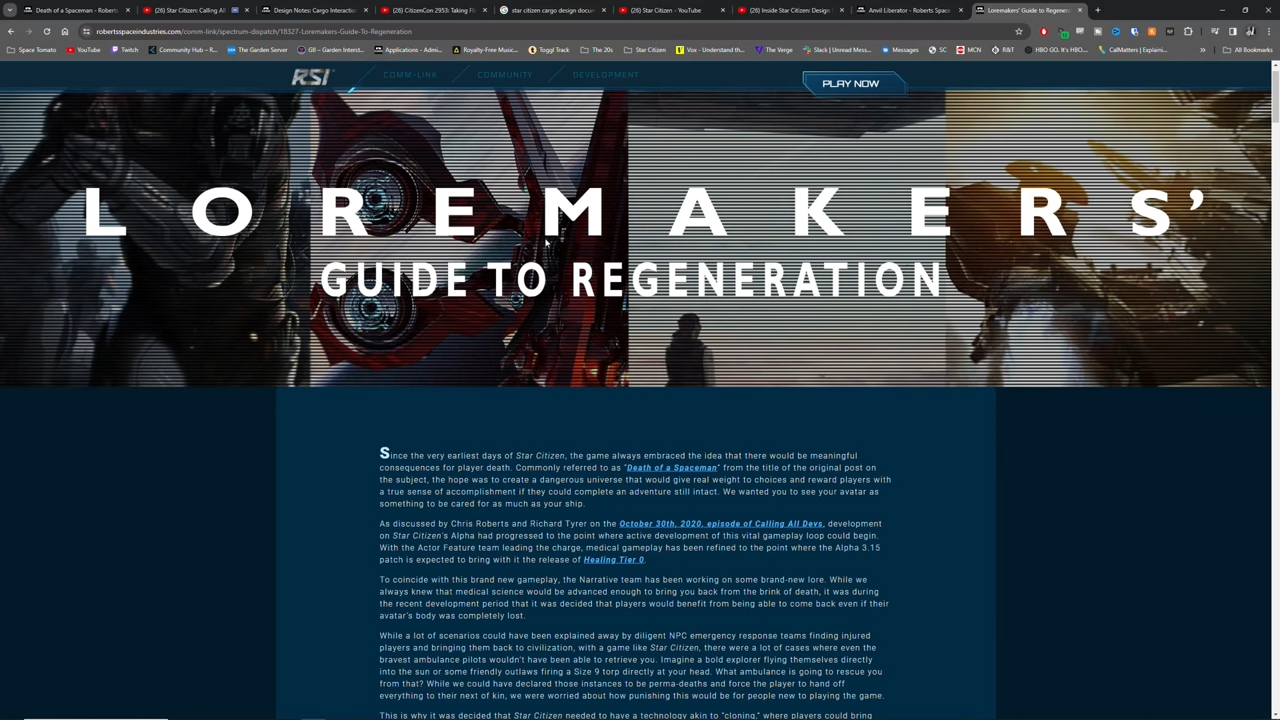 Death of a Spaceman - Roberts
(26) Star Citizen: Calling All
Design Notes: Cargo Interactio
(26) CitizenCon 2953: Taking Fl
star citizen cargo design docum
(26) Star Citizen - YouTube
(26) Inside Star Citizen: Design
Anvil Liberator - Roberts Spac
Loremakers' Guide to Regener
robertsspaceindustries.com/comm-link/spectrum-dispatch/18327-Loremakers-Guide-To-Regeneration
Space Tomato
YouTube
Twitch
Community Hub - R...
The Garden Server
GII – Garden Interst...
Applications - Admi...
Royalty-Free Music...
Toggl Track
The 20s
Star Citizen
Vox - Understand th...
The Verge
Slack | Unread Mess...
Messages
SC
MCN
R&T
HBO GO. It's HBO...
CalMatters | Explaini...
All Bookmarks
RSI
COMM-LINK
COMMUNITY
DEVELOPMENT
PLAY NOW
LOREMAKERS'
GUIDE TO REGENERATION
Since the very earliest days of Star Citizen, the game always embraced the idea that there would be meaningful
consequences for player death. Commonly referred to as "Death of a Spaceman" from the title of the original post on
the subject, the hope was to create a dangerous universe that would give real weight to choices and reward players with
a true sense of accomplishment if they could complete an adventure still intact. We wanted you to see your avatar as
something to be cared for as much as your ship.
As discussed by Chris Roberts and Richard Tyrer on the October 30th, 2020, episode of Calling All Devs, development
on Star Citizen's Alpha had progressed to the point where active development of this vital gameplay loop could begin.
With the Actor Feature team leading the charge, medical gameplay has been refined to the point where the Alpha 3.15
patch is expected to bring with it the release of Healing Tier 0.
To coincide with this brand new gameplay, the Narrative team has been working on some brand-new lore. While we
always knew that medical science would be advanced enough to bring you back from the brink of death, it was during
the recent development period that it was decided that players would benefit from being able to come back even if their
avatar's body was completely lost.
While a lot of scenarios could have been explained away by diligent NPC emergency response teams finding injured
players and bringing them back to civilization, with a game like Star Citizen, there were a lot of cases where even the
bravest ambulance pilots wouldn't have been able to retrieve you. Imagine a bold explorer flying themselves directly
into the sun or some friendly outlaws firing a Size 9 torp directly at your head. What ambulance is going to rescue you
from that? While we could have declared those instances to be perma-deaths and force the player to hand off
everything to their next of kin, we were worried about how punishing this would be for people new to playing the game.
This is why it was decided that Star Citizen needed to have a technology akin to "cloning," where players could bring